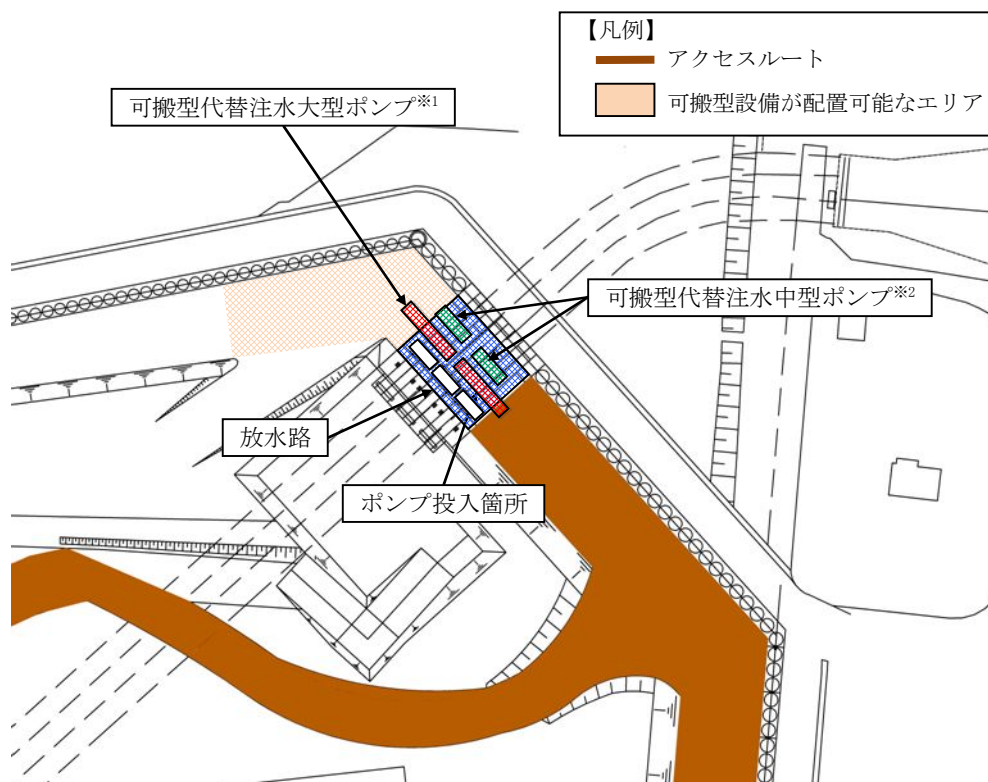 【凡例】
アクセスルート
可搬型設備が配置可能なエリア
可搬型代替注水大型ポンプ※1
可搬型代替注水中型ポンプ※2
放水路
ポンプ投入箇所